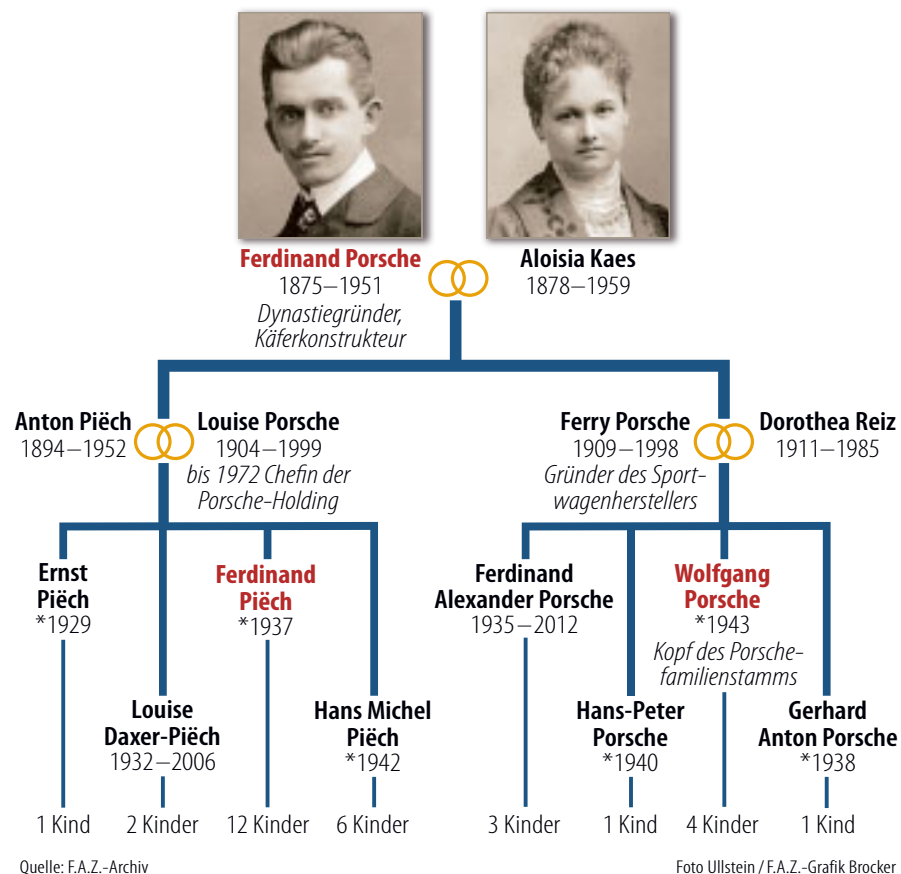 Ferdinand Porsche
1875–1951
Dynastiegründer,
Käferkonstrukteur
Aloisia Kaes
1878–1959
Anton Piëch
1894–1952
Louise Porsche
1904–1999
bis 1972 Chefin der
Porsche-Holding
Ferry Porsche
1909–1998
Gründer des Sport-
wagenherstellers
Dorothea Reiz
1911–1985
Ernst
Piëch
*1929
Louise
Daxer-Piëch
1932–2006
Ferdinand
Piëch
*1937
Hans Michel
Piëch
*1942
Ferdinand
Alexander Porsche
1935–2012
Hans-Peter
Porsche
*1940
Wolfgang
Porsche
*1943
Kopf des Porsche-
familienstamms
Gerhard
Anton Porsche
*1938
1 Kind
2 Kinder
12 Kinder
6 Kinder
3 Kinder
1 Kind
4 Kinder
1 Kind
Quelle: F.A.Z.-Archiv
Foto Ullstein / F.A.Z.-Grafik Brocker